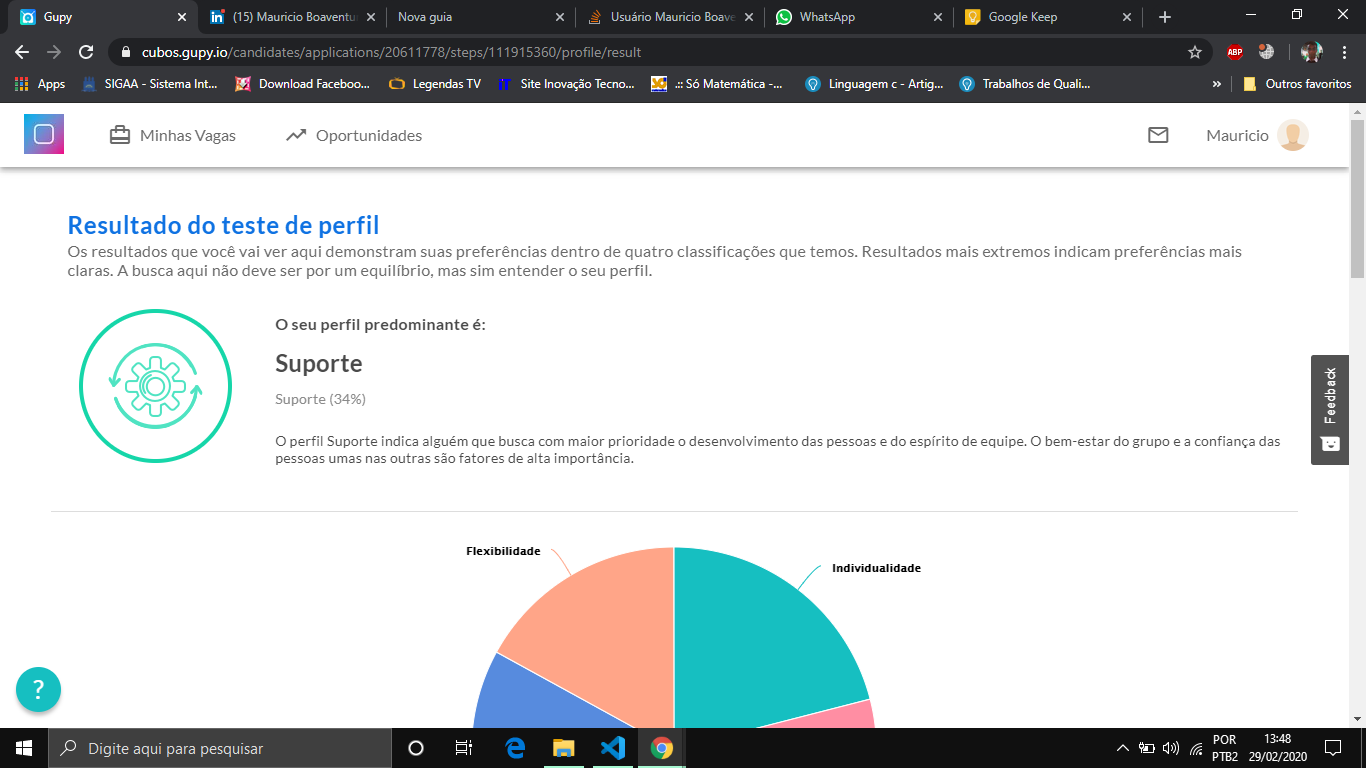 Gupy
(15) Mauricio Boaventu
Nova guia
Usuário Mauricio Boave
WhatsApp
Google Keep
cubos.gupy.io/candidates/applications/20611778/steps/111915360/profile/result
ABP
Apps
SIGAA - Sistema Int...
Download Faceboo...
Legendas TV
iT Site Inovação Tecno...
.:: Só Matemática -...
Linguagem c - Artig...
Trabalhos de Quali...
»
Outros favoritos
Minhas Vagas
Oportunidades
Mauricio
Resultado do teste de perfil
Os resultados que você vai ver aqui demonstram suas preferências dentro de quatro classificações que temos. Resultados mais extremos indicam preferências mais
claras. A busca aqui não deve ser por um equilíbrio, mas sim entender o seu perfil.
O seu perfil predominante é:
Suporte
Suporte (34%)
O perfil Suporte indica alguém que busca com maior prioridade o desenvolvimento das pessoas e do espírito de equipe. O bem-estar do grupo e a confiança das
pessoas umas nas outras são fatores de alta importância.
Feedback
Flexibilidade
Individualidade
?
Digite aqui para pesquisar
POR
PTB2
13:48
29/02/2020